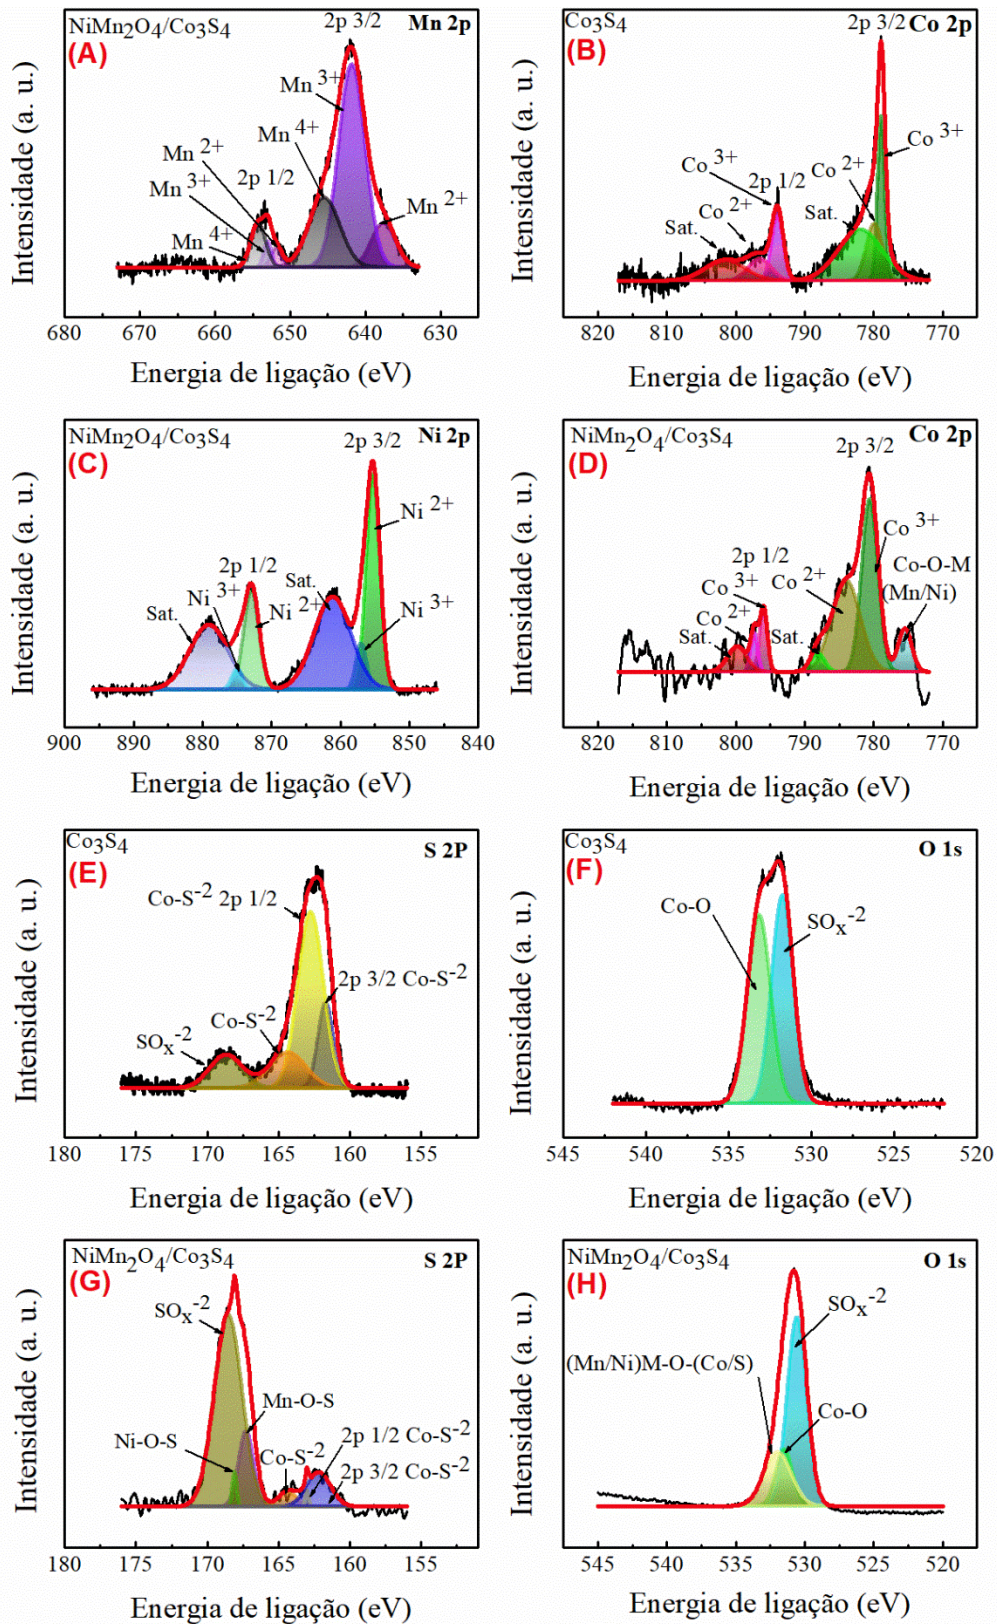 NiMn2O4/Co3S4
2p 3/2
Mn 2p
(A)
Mn 3+
Mn 4+
Mn 2+
2p 1/2
Mn 3+
Mn 2+
Mn 4+
Intensidade (a. u.)
680 670 660 650 640 630
Energia de ligação (eV)
Co3S4
2p 3/2
Co 2p
(B)
Co 3+
Co 3+
Co 2+
2p 1/2
Sat.
Co 2+
Sat.
Intensidade (a. u.)
820 810 800 790 780 770
Energia de ligação (eV)
NiMn2O4/Co3S4
Ni 2p
2p 3/2
(C)
Ni 2+
2p 1/2
Ni 3+
Sat.
Sat.
Ni 2+
Ni 3+
Intensidade (a. u.)
900 890 880 870 860 850 840
Energia de ligação (eV)
NiMn2O4/Co3S4
Co 2p
2p 3/2
(D)
Co 3+
2p 1/2
Co-O-M
Co 3+
Co 2+
(Mn/Ni)
Co 2+
Sat.
Sat.
Intensidade (a. u.)
820 810 800 790 780 770
Energia de ligação (eV)
Co3S4
S 2P
(E)
Co-S-2 2p 1/2
2p 3/2 Co-S-2
Co-S-2
SOx-2
Intensidade (a. u.)
180 175 170 165 160 155
Energia de ligação (eV)
Co3S4
O 1s
(F)
Co-O
SOx-2
Intensidade (a. u.)
545 540 535 530 525 520
Energia de ligação (eV)
NiMn2O4/Co3S4
S 2P
(G)
SOx-2
Mn-O-S
Ni-O-S
2p 1/2 Co-S-2
Co-S-2
2p 3/2 Co-S-2
Intensidade (a. u.)
180 175 170 165 160 155
Energia de ligação (eV)
NiMn2O4/Co3S4
O 1s
(H)
SOx-2
(Mn/Ni)M-O-(Co/S)
Co-O
Intensidade (a. u.)
545 540 535 530 525 520
Energia de ligação (eV)